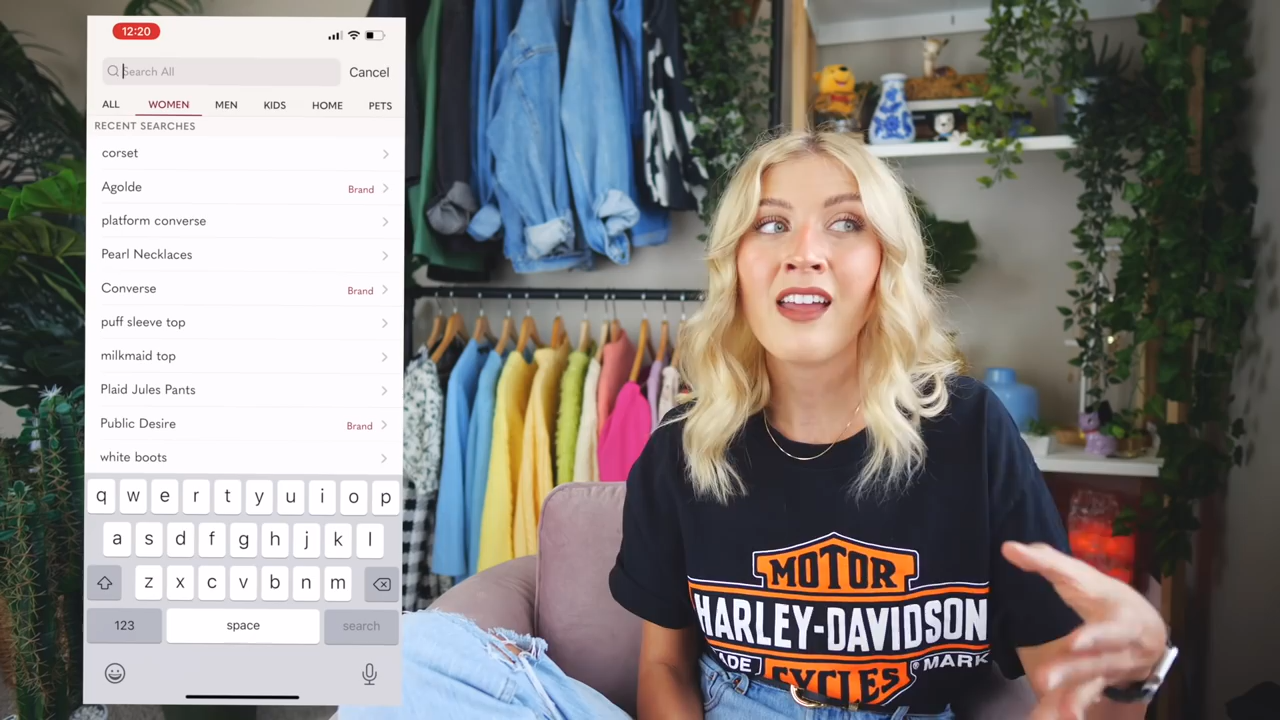 12:20
Search All
Cancel
ALL WOMEN MEN KIDS HOME PETS
RECENT SEARCHES
corset
Agolde Brand
platform converse
Pearl Necklaces
Converse Brand
puff sleeve top
milkmaid top
Plaid Jules Pants
Public Desire Brand
white boots
q w e r t y u i o p
a s d f g h j k l
z x c v b n m
123 space search
MOTOR
HARLEY-DAVIDSON
ADE CYCLES ® MARK